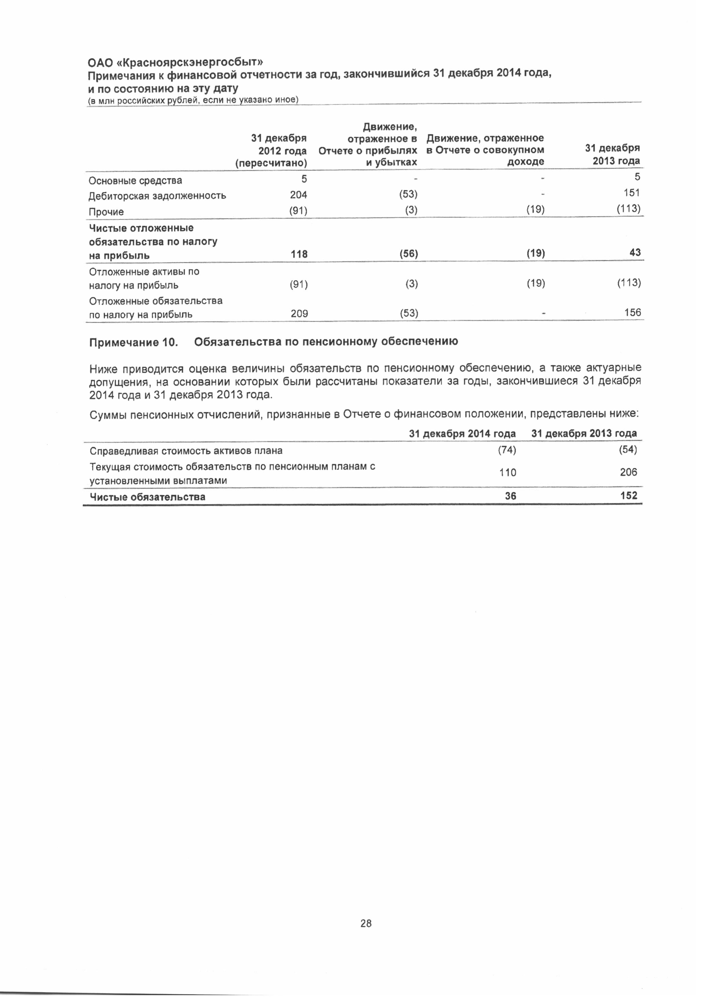 ОАО «Красноярскэнергосбыт»
Примечания к финансовой отчетности за год, закончившийся 31 декабря 2014 года,
и по состоянию на эту дату
(в млн российских рублей, если не указано иное)
31 декабря 2012 года (пересчитано) Движение, отраженное в Отчете о прибылях и убытках Движение, отраженное в Отчете о совокупном доходе 31 декабря 2013 года
Основные средства 5 - - 5
Дебиторская задолженность 204 (53) - 151
Прочие (91) (3) (19) (113)
Чистые отложенные
обязательства по налогу
на прибыль 118 (56) (19) 43
Отложенные активы по
налогу на прибыль (91) (3) (19) (113)
Отложенные обязательства
по налогу на прибыль 209 (53) - 156
Примечание 10. Обязательства по пенсионному обеспечению
Ниже приводится оценка величины обязательств по пенсионному обеспечению, а также актуарные
допущения, на основании которых были рассчитаны показатели за годы, закончившиеся 31 декабря
2014 года и 31 декабря 2013 года.
Суммы пенсионных отчислений, признанные в Отчете о финансовом положении, представлены ниже:
31 декабря 2014 года 31 декабря 2013 года
Справедливая стоимость активов плана (74) (54)
Текущая стоимость обязательств по пенсионным планам с
установленными выплатами 110 206
Чистые обязательства 36 152
28